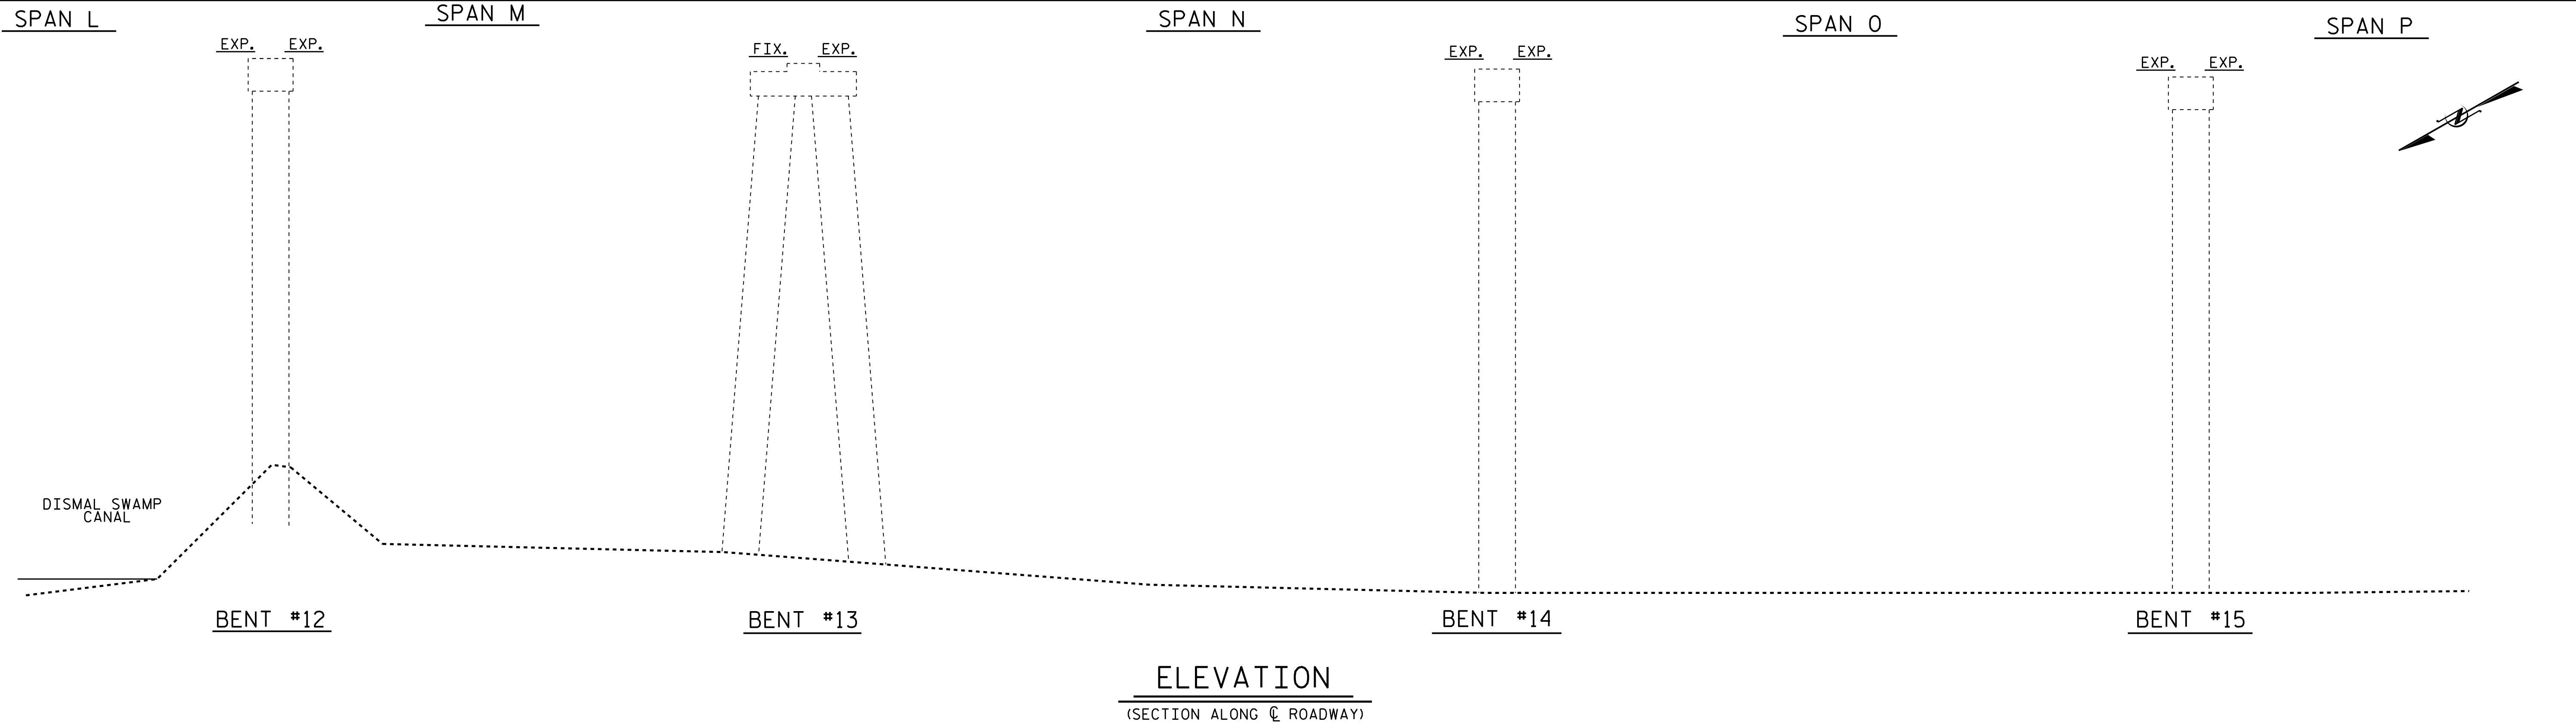 SPAN L
SPAN M
SPAN N
SPAN O
SPAN P
EXP. EXP.
FIX. EXP.
EXP. EXP.
EXP. EXP.
DISMAL SWAMP
CANAL
BENT #12
BENT #13
BENT #14
BENT #15
ELEVATION
(SECTION ALONG ℄ ROADWAY)